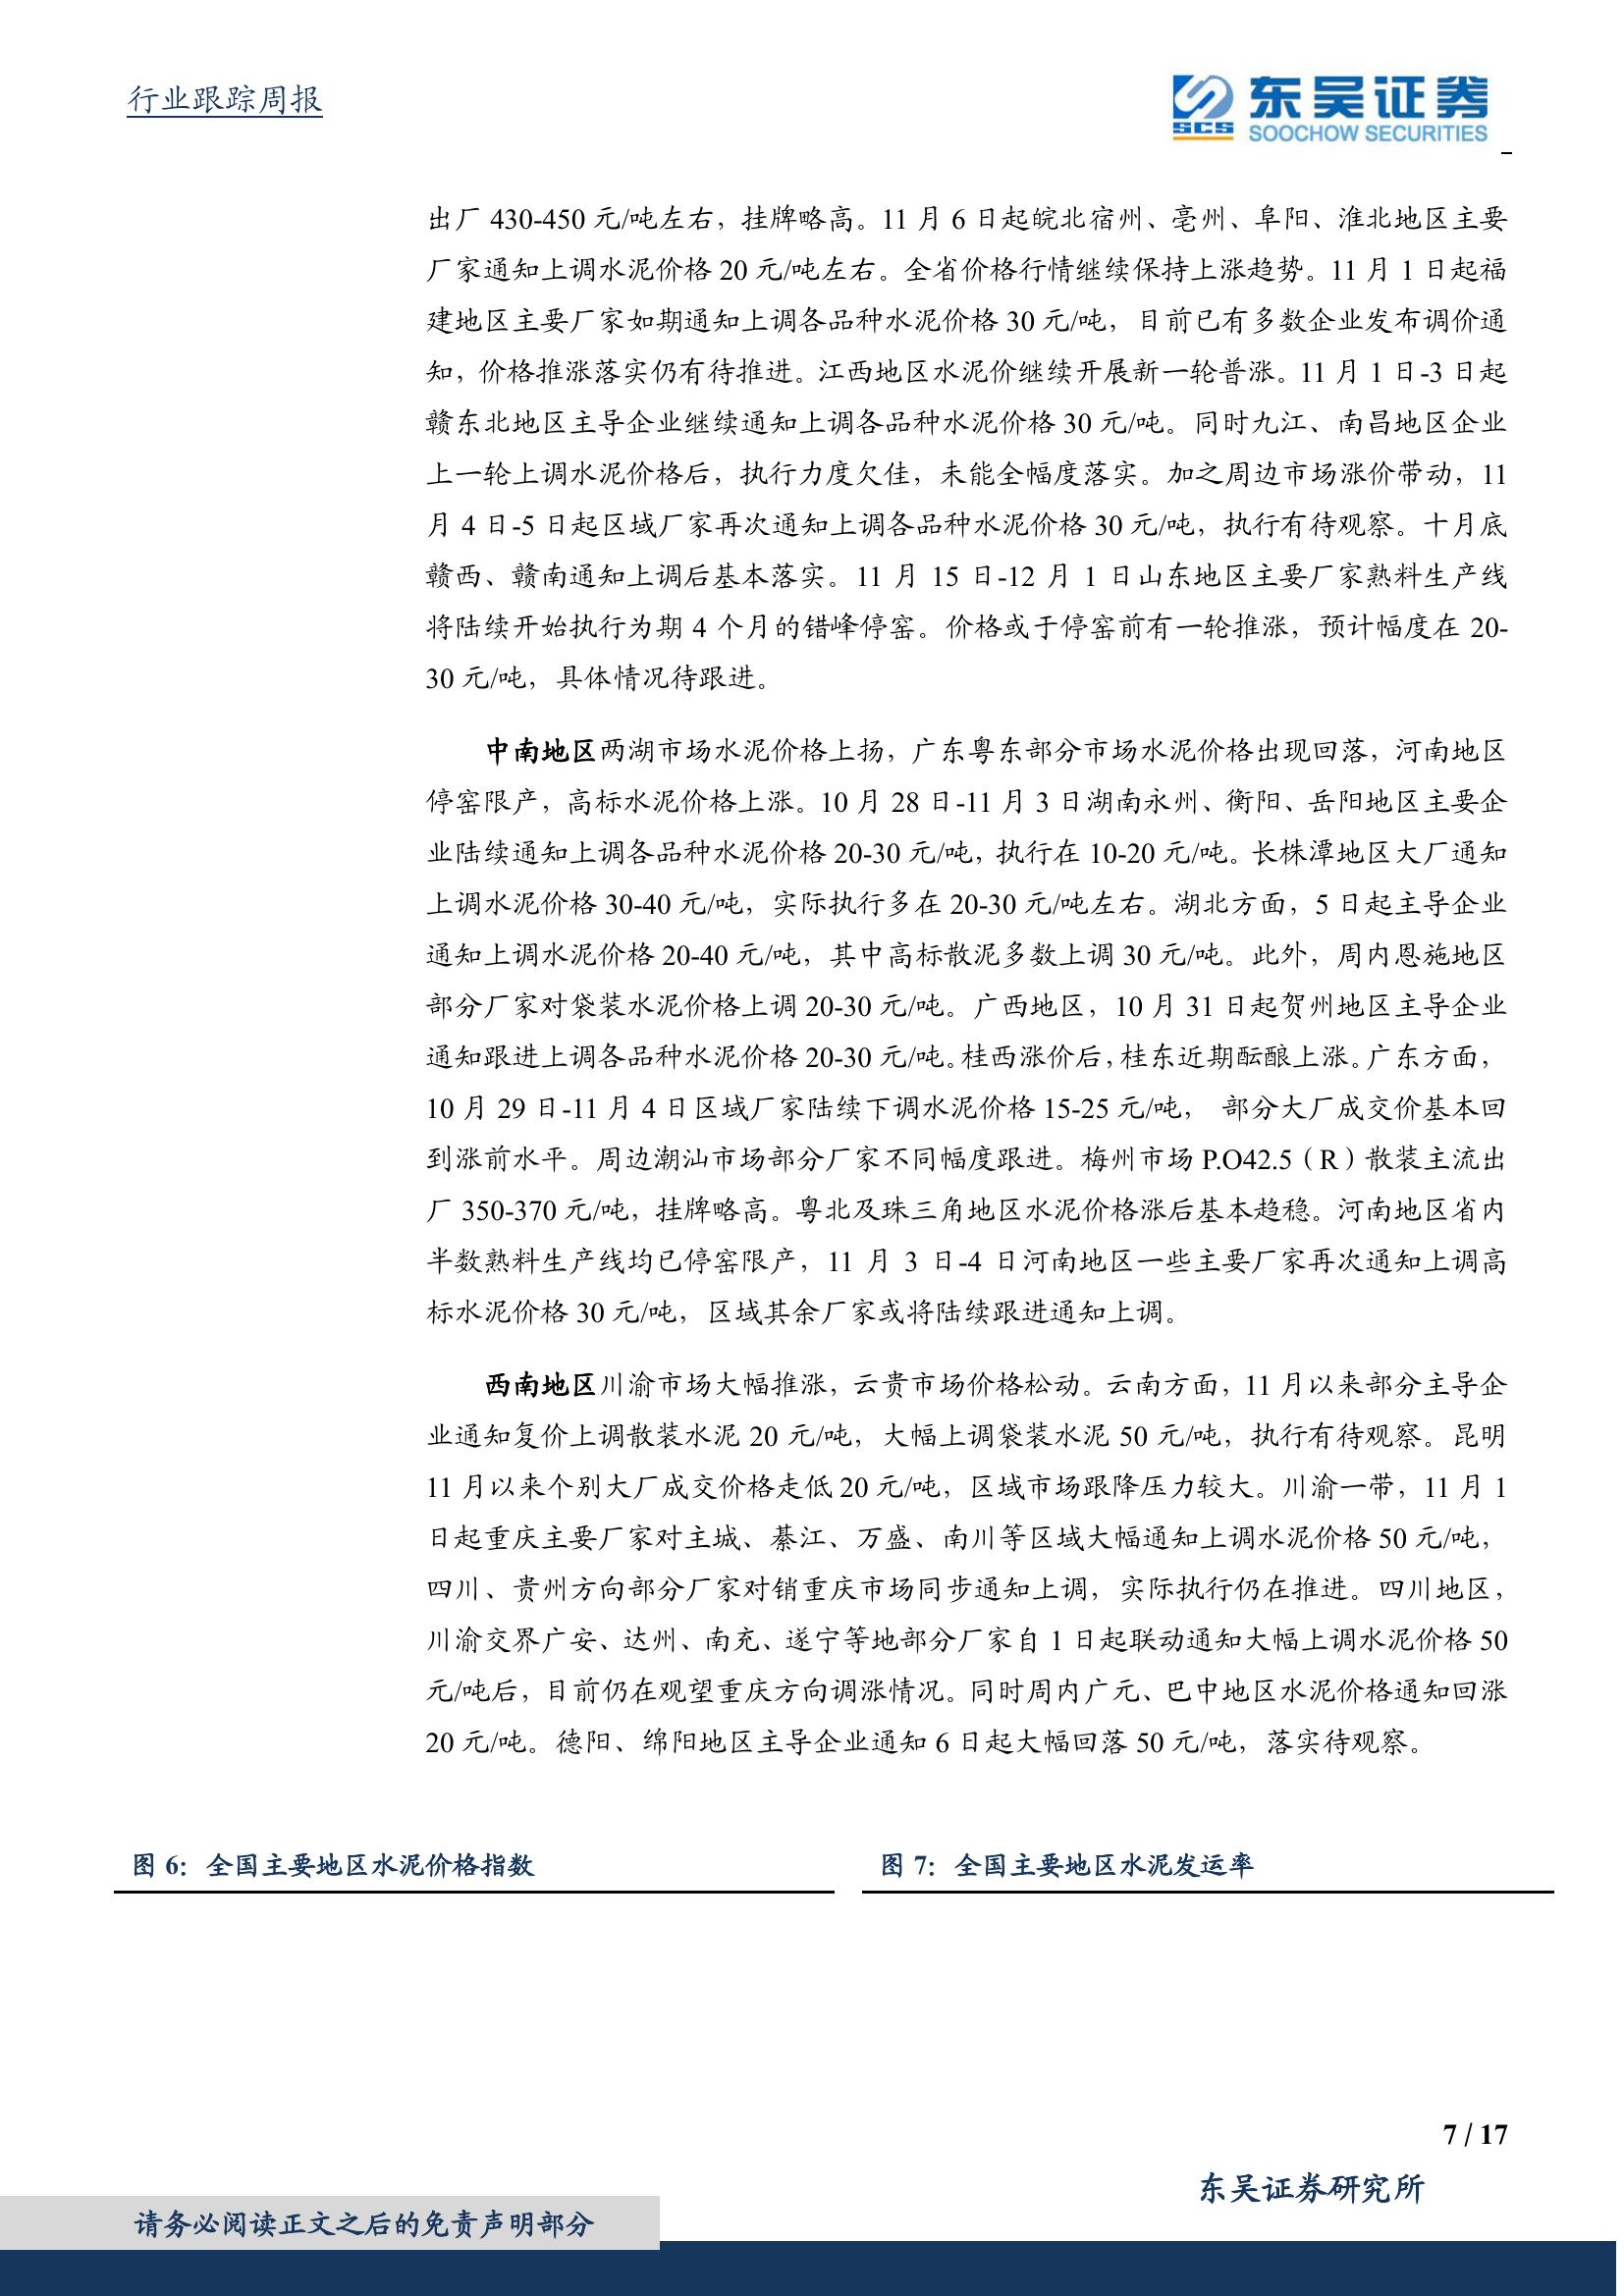 行业跟踪周报
东吴证券
SCS
SOOCHOW SECURITIES
出厂 430-450 元/吨左右，挂牌略高。11 月 6 日起皖北宿州、亳州、阜阳、淮北地区主要
厂家通知上调水泥价格 20 元/吨左右。全省价格行情继续保持上涨趋势。11 月 1 日起福
建地区主要厂家如期通知上调各品种水泥价格 30 元/吨，目前已有多数企业发布调价通
知，价格推涨落实仍有待推进。江西地区水泥价继续开展新一轮普涨。11 月 1 日-3 日起
赣东北地区主导企业继续通知上调各品种水泥价格 30 元/吨。同时九江、南昌地区企业
上一轮上调水泥价格后，执行力度欠佳，未能全幅度落实。加之周边市场涨价带动，11
月 4 日-5 日起区域厂家再次通知上调各品种水泥价格 30 元/吨，执行有待观察。十月底
赣西、赣南通知上调后基本落实。11 月 15 日-12 月 1 日山东地区主要厂家熟料生产线
将陆续开始执行为期 4 个月的错峰停窑。价格或于停窑前有一轮推涨，预计幅度在 20-
30 元/吨，具体情况待跟进。
中南地区两湖市场水泥价格上扬，广东粤东部分市场水泥价格出现回落，河南地区
停窑限产，高标水泥价格上涨。10 月 28 日-11 月 3 日湖南永州、衡阳、岳阳地区主要企
业陆续通知上调各品种水泥价格 20-30 元/吨，执行在 10-20 元/吨。长株潭地区大厂通知
上调水泥价格 30-40 元/吨，实际执行多在 20-30 元/吨左右。湖北方面，5 日起主导企业
通知上调水泥价格 20-40 元/吨，其中高标散泥多数上调 30 元/吨。此外，周内恩施地区
部分厂家对袋装水泥价格上调 20-30 元/吨。广西地区，10 月 31 日起贺州地区主导企业
通知跟进上调各品种水泥价格 20-30 元/吨。桂西涨价后，桂东近期酝酿上涨。广东方面，
10 月 29 日-11 月 4 日区域厂家陆续下调水泥价格 15-25 元/吨， 部分大厂成交价基本回
到涨前水平。周边潮汕市场部分厂家不同幅度跟进。梅州市场 P.O42.5（R）散装主流出
厂 350-370 元/吨，挂牌略高。粤北及珠三角地区水泥价格涨后基本趋稳。河南地区省内
半数熟料生产线均已停窑限产，11 月 3 日-4 日河南地区一些主要厂家再次通知上调高
标水泥价格 30 元/吨，区域其余厂家或将陆续跟进通知上调。
西南地区川渝市场大幅推涨，云贵市场价格松动。云南方面，11 月以来部分主导企
业通知复价上调散装水泥 20 元/吨，大幅上调袋装水泥 50 元/吨，执行有待观察。昆明
11 月以来个别大厂成交价格走低 20 元/吨，区域市场跟降压力较大。川渝一带，11 月 1
日起重庆主要厂家对主城、綦江、万盛、南川等区域大幅通知上调水泥价格 50 元/吨，
四川、贵州方向部分厂家对销重庆市场同步通知上调，实际执行仍在推进。四川地区，
川渝交界广安、达州、南充、遂宁等地部分厂家自 1 日起联动通知大幅上调水泥价格 50
元/吨后，目前仍在观望重庆方向调涨情况。同时周内广元、巴中地区水泥价格通知回涨
20 元/吨。德阳、绵阳地区主导企业通知 6 日起大幅回落 50 元/吨，落实待观察。
图 6：全国主要地区水泥价格指数
图 7：全国主要地区水泥发运率
7 / 17
东吴证券研究所
请务必阅读正文之后的免责声明部分